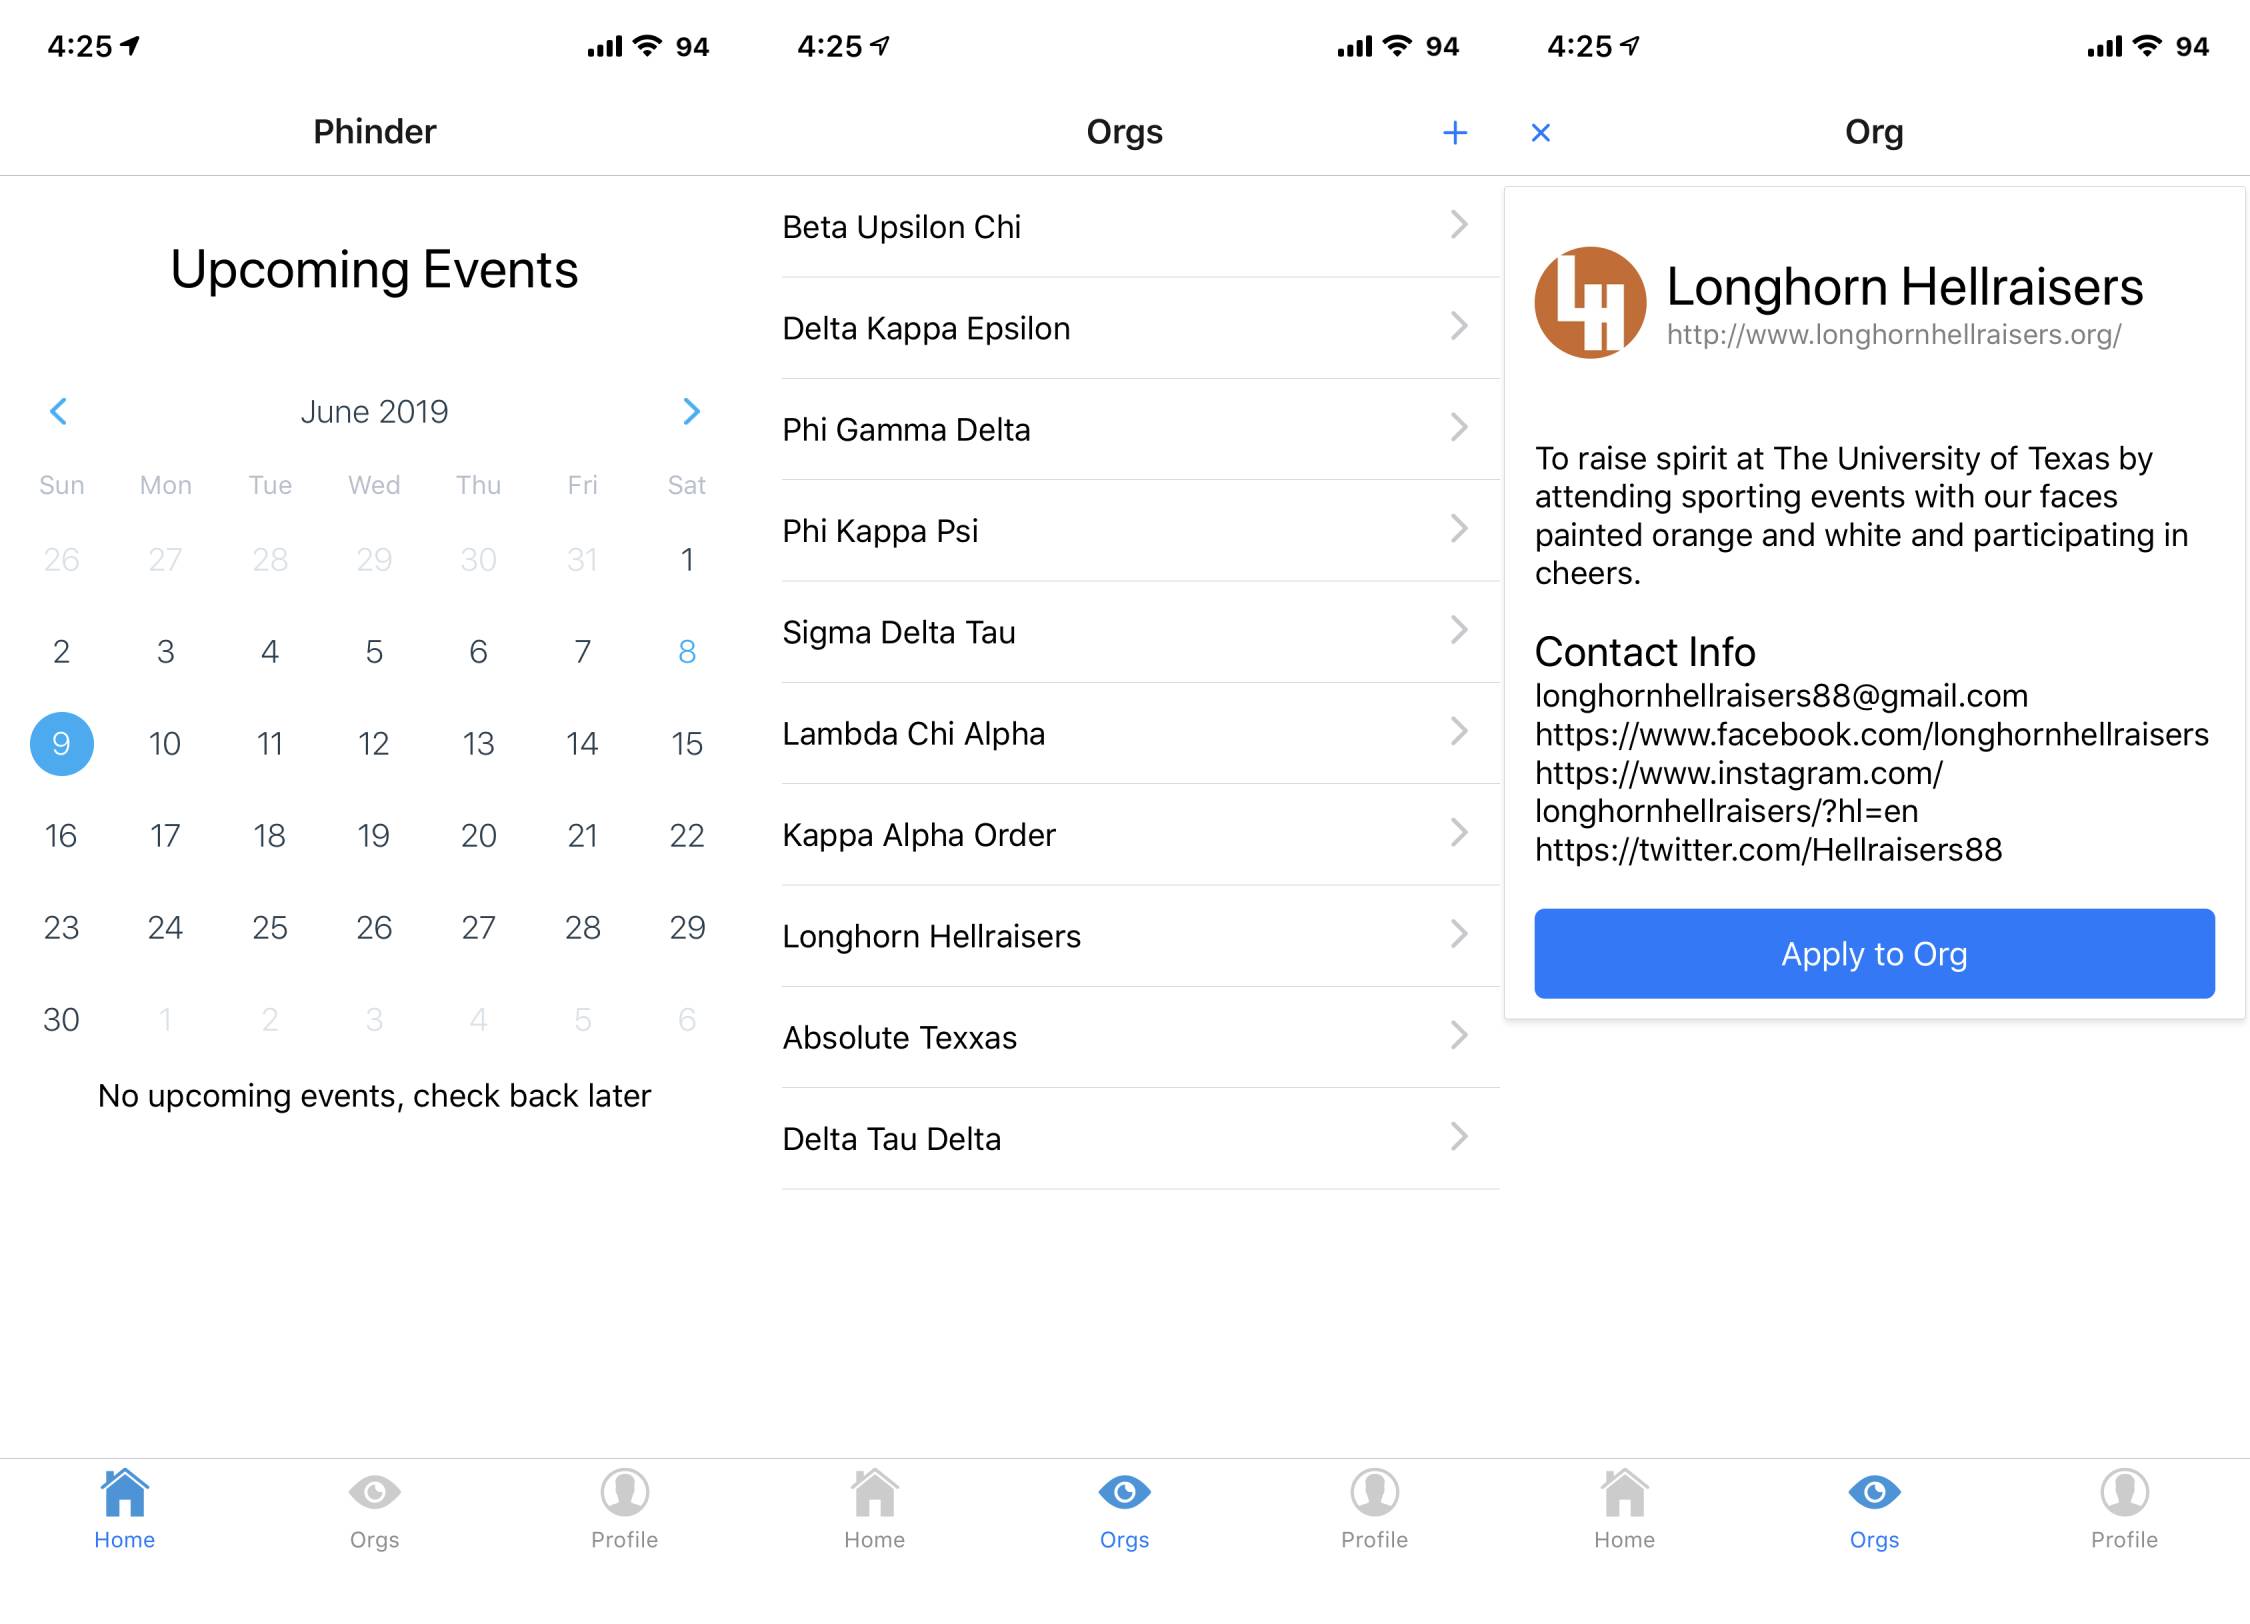 4:25 94
Phinder
Upcoming Events
June 2019
Sun Mon Tue Wed Thu Fri Sat
26 27 28 29 30 31 1
2 3 4 5 6 7 8
9 10 11 12 13 14 15
16 17 18 19 20 21 22
23 24 25 26 27 28 29
30 1 2 3 4 5 6
No upcoming events, check back later
Home Orgs Profile
4:25 94
Orgs +
Beta Upsilon Chi
Delta Kappa Epsilon
Phi Gamma Delta
Phi Kappa Psi
Sigma Delta Tau
Lambda Chi Alpha
Kappa Alpha Order
Longhorn Hellraisers
Absolute Texxas
Delta Tau Delta
Home Orgs Profile
4:25 94
× Org
LH
Longhorn Hellraisers
http://www.longhornhellraisers.org/
To raise spirit at The University of Texas by
attending sporting events with our faces
painted orange and white and participating in
cheers.
Contact Info
longhornhellraisers88@gmail.com
https://www.facebook.com/longhornhellraisers
https://www.instagram.com/
longhornhellraisers/?hl=en
https://twitter.com/Hellraisers88
Apply to Org
Home Orgs Profile